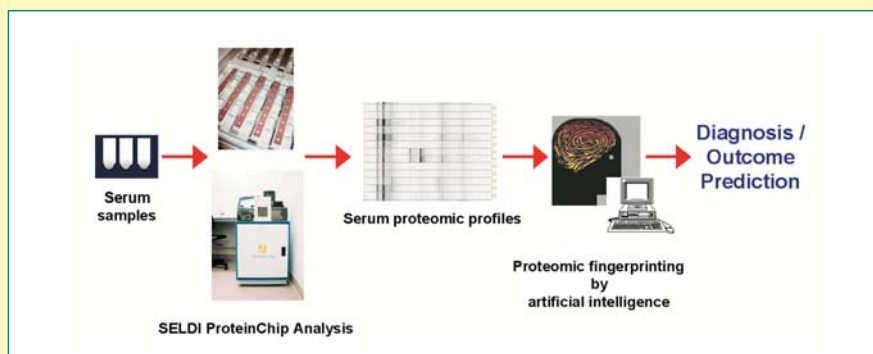 Serum
samples
SELDI ProteinChip Analysis
Serum proteomic profiles
Proteomic fingerprinting
by
artificial intelligence
Diagnosis /
Outcome
Prediction